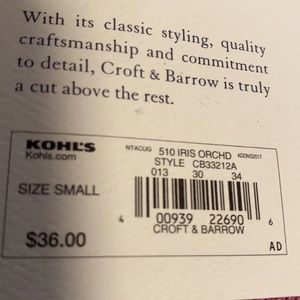 With its classic styling, quality
craftsmanship and commitment
to detail, Croft & Barrow is truly
a cut above the rest.
KOHL'S
Kohls.com
NTACUG 510 IRIS ORCHD ADDNS2017
STYLE CB33212A
013 30 34
SIZE SMALL
4 00939 22690 6
CROFT & BARROW
$36.00
AD